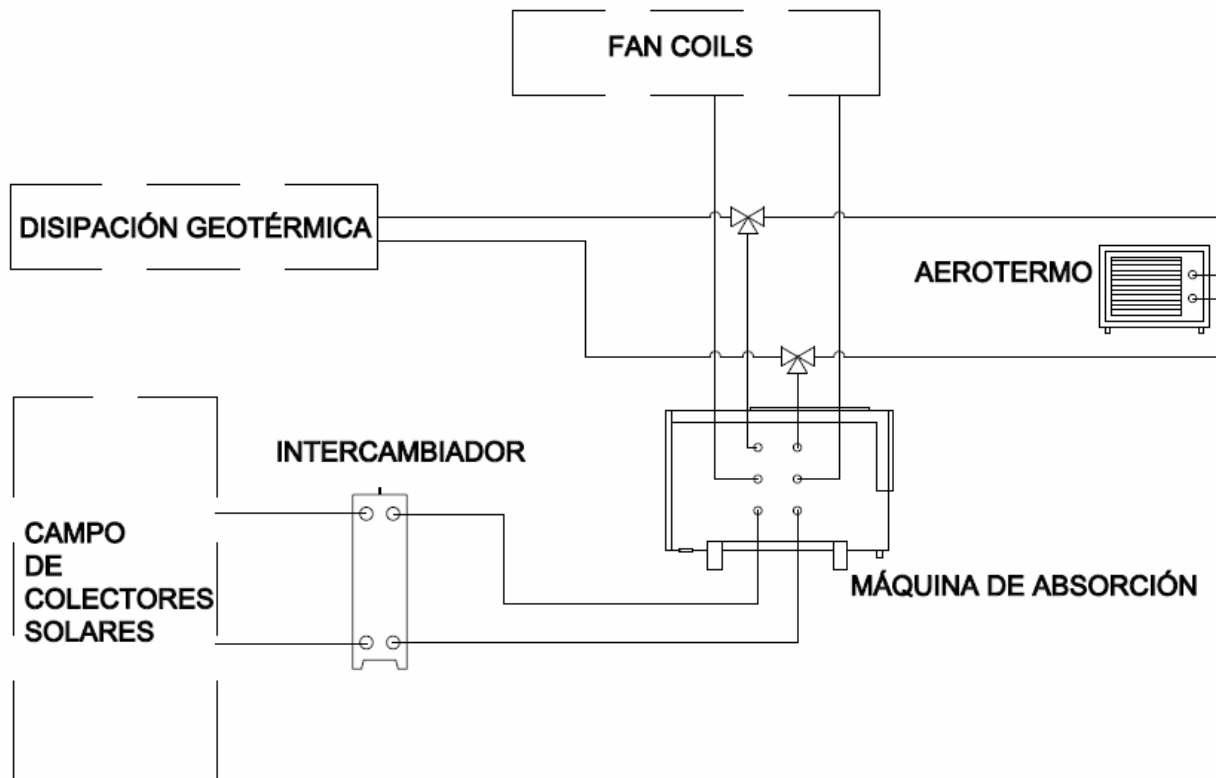 FAN COILS
DISIPACIÓN GEOTÉRMICA
AEROTERMO
INTERCAMBIADOR
CAMPO
DE
COLECTORES
SOLARES
MÁQUINA DE ABSORCIÓN